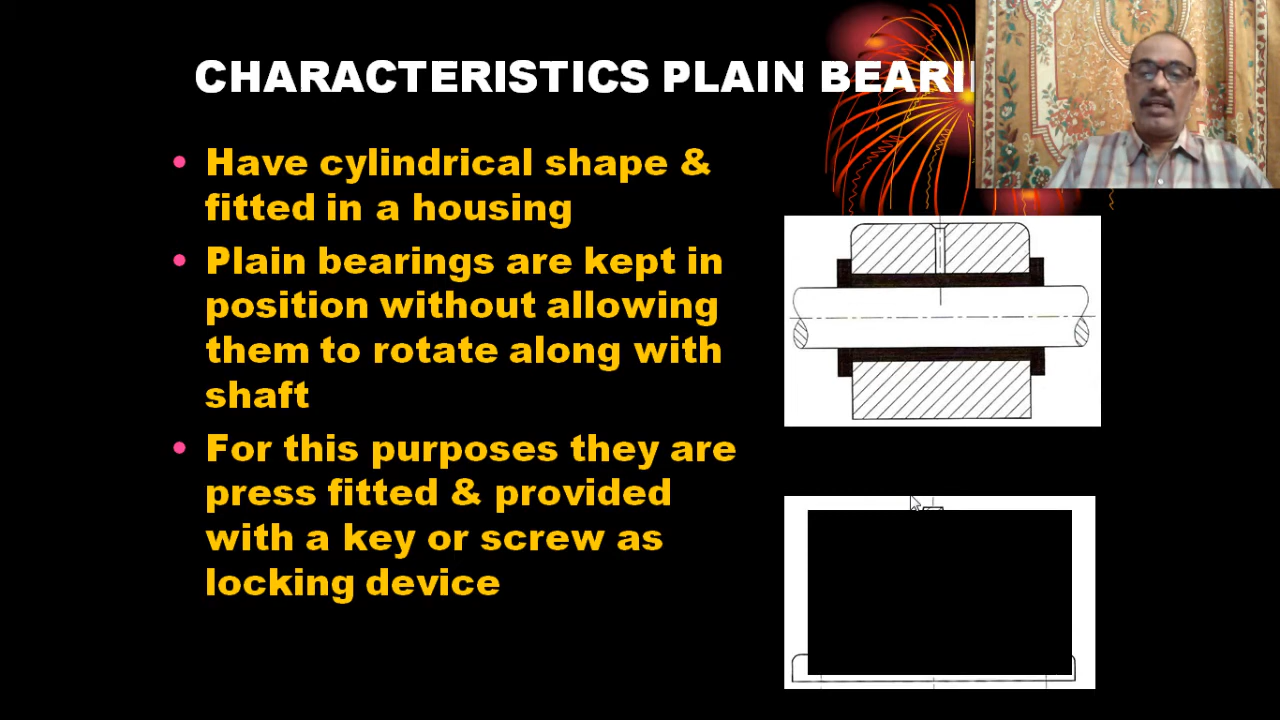 CHARACTERISTICS PLAIN
Have cylindrical shape &
fitted in a housing
Plain bearings are kept in
position without allowing
them to rotate along with
shaft
For this purposes they are
press fitted & provided
with a key or screw as
locking device